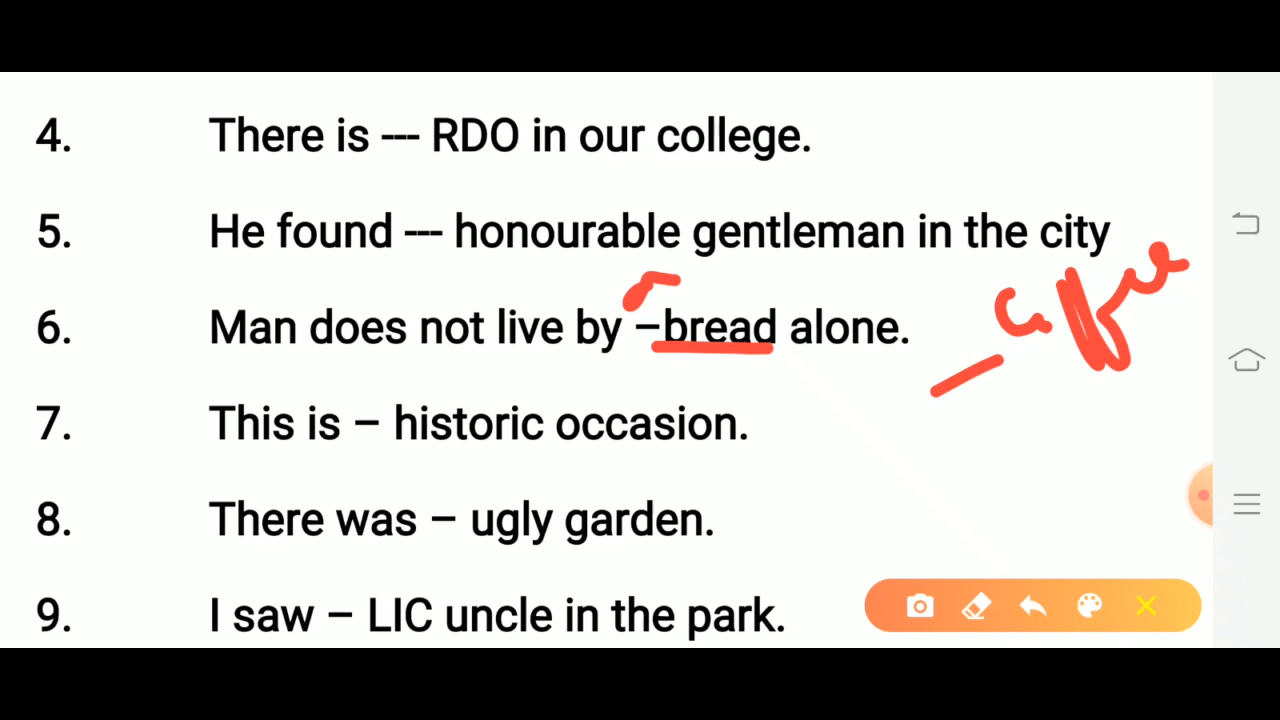 4. There is --- RDO in our college.
5. He found --- honourable gentleman in the city
6. Man does not live by –bread alone.
7. This is – historic occasion.
8. There was – ugly garden.
9. I saw – LIC uncle in the park.